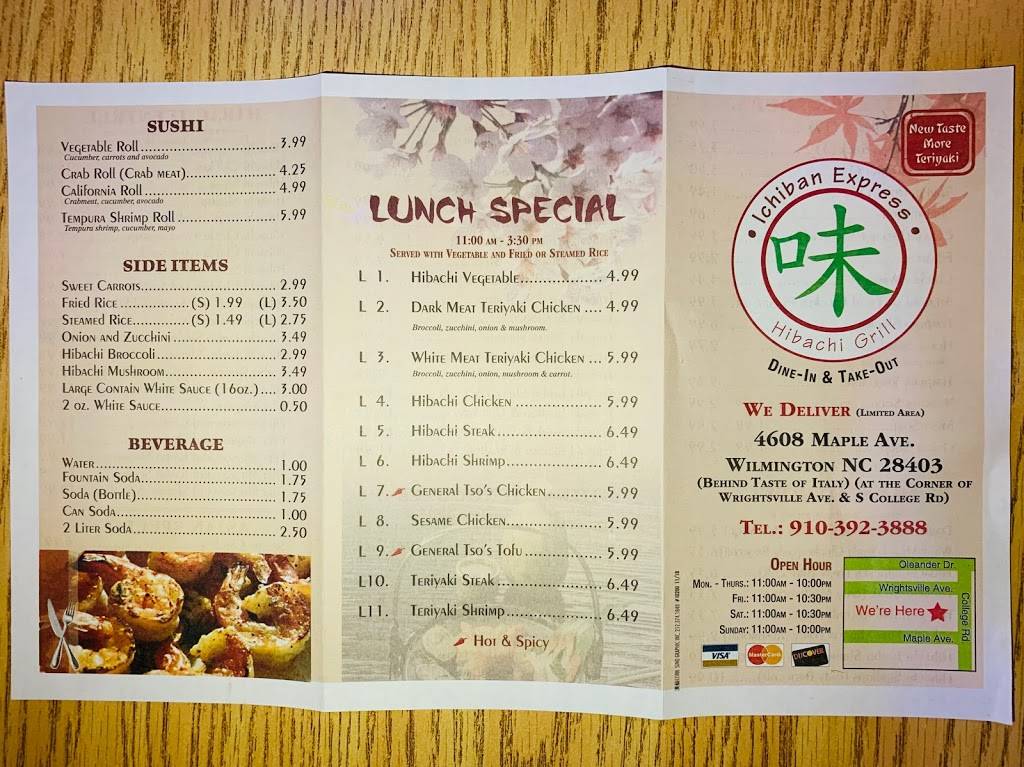 SUSHI
Vegetable Roll 3.99
Cucumber, carrots and avocado
Crab Roll (Crab meat) 4.25
California Roll 4.99
Crabmeat, cucumber, avocado
Tempura Shrimp Roll 5.99
Tempura shrimp, cucumber, mayo
SIDE ITEMS
Sweet Carrots 2.99
Fried Rice (S) 1.99 (L) 3.50
Steamed Rice (S) 1.49 (L) 2.75
Onion and Zucchini 3.49
Hibachi Broccoli 2.99
Hibachi Mushroom 3.49
Large Contain White Sauce (16oz.) 3.00
2 oz. White Sauce 0.50
BEVERAGE
Water 1.00
Fountain Soda 1.75
Soda (Bottle) 1.75
Can Soda 1.00
2 Liter Soda 2.50
LUNCH SPECIAL
11:00 AM - 3:30 PM
Served with Vegetable and Fried or Steamed Rice
L 1. Hibachi Vegetable 4.99
L 2. Dark Meat Teriyaki Chicken 4.99
Broccoli, zucchini, onion & mushroom.
L 3. White Meat Teriyaki Chicken 5.99
Broccoli, zucchini, onion, mushroom & carrot.
L 4. Hibachi Chicken 5.99
L 5. Hibachi Steak 6.49
L 6. Hibachi Shrimp 6.49
L 7. General Tso's Chicken 5.99
L 8. Sesame Chicken 5.99
L 9. General Tso's Tofu 5.99
L10. Teriyaki Steak 6.49
L11. Teriyaki Shrimp 6.49
Hot & Spicy
New Taste
More
Teriyaki
Ichiban Express
味
Hibachi Grill
Dine-In & Take-Out
We Deliver (Limited Area)
4608 Maple Ave.
Wilmington NC 28403
(Behind Taste of Italy) (at the Corner of
Wrightsville Ave. & S College Rd)
Tel.: 910-392-3888
Open Hour
Mon. - Thurs.: 11:00am - 10:00pm
Fri.: 11:00am - 10:30pm
Sat.: 11:00am - 10:30pm
Sunday: 11:00am - 10:00pm
VISA
MasterCard
DISCOVER
Oleander Dr.
Wrightsville Ave.
We're Here
Maple Ave.
College Rd